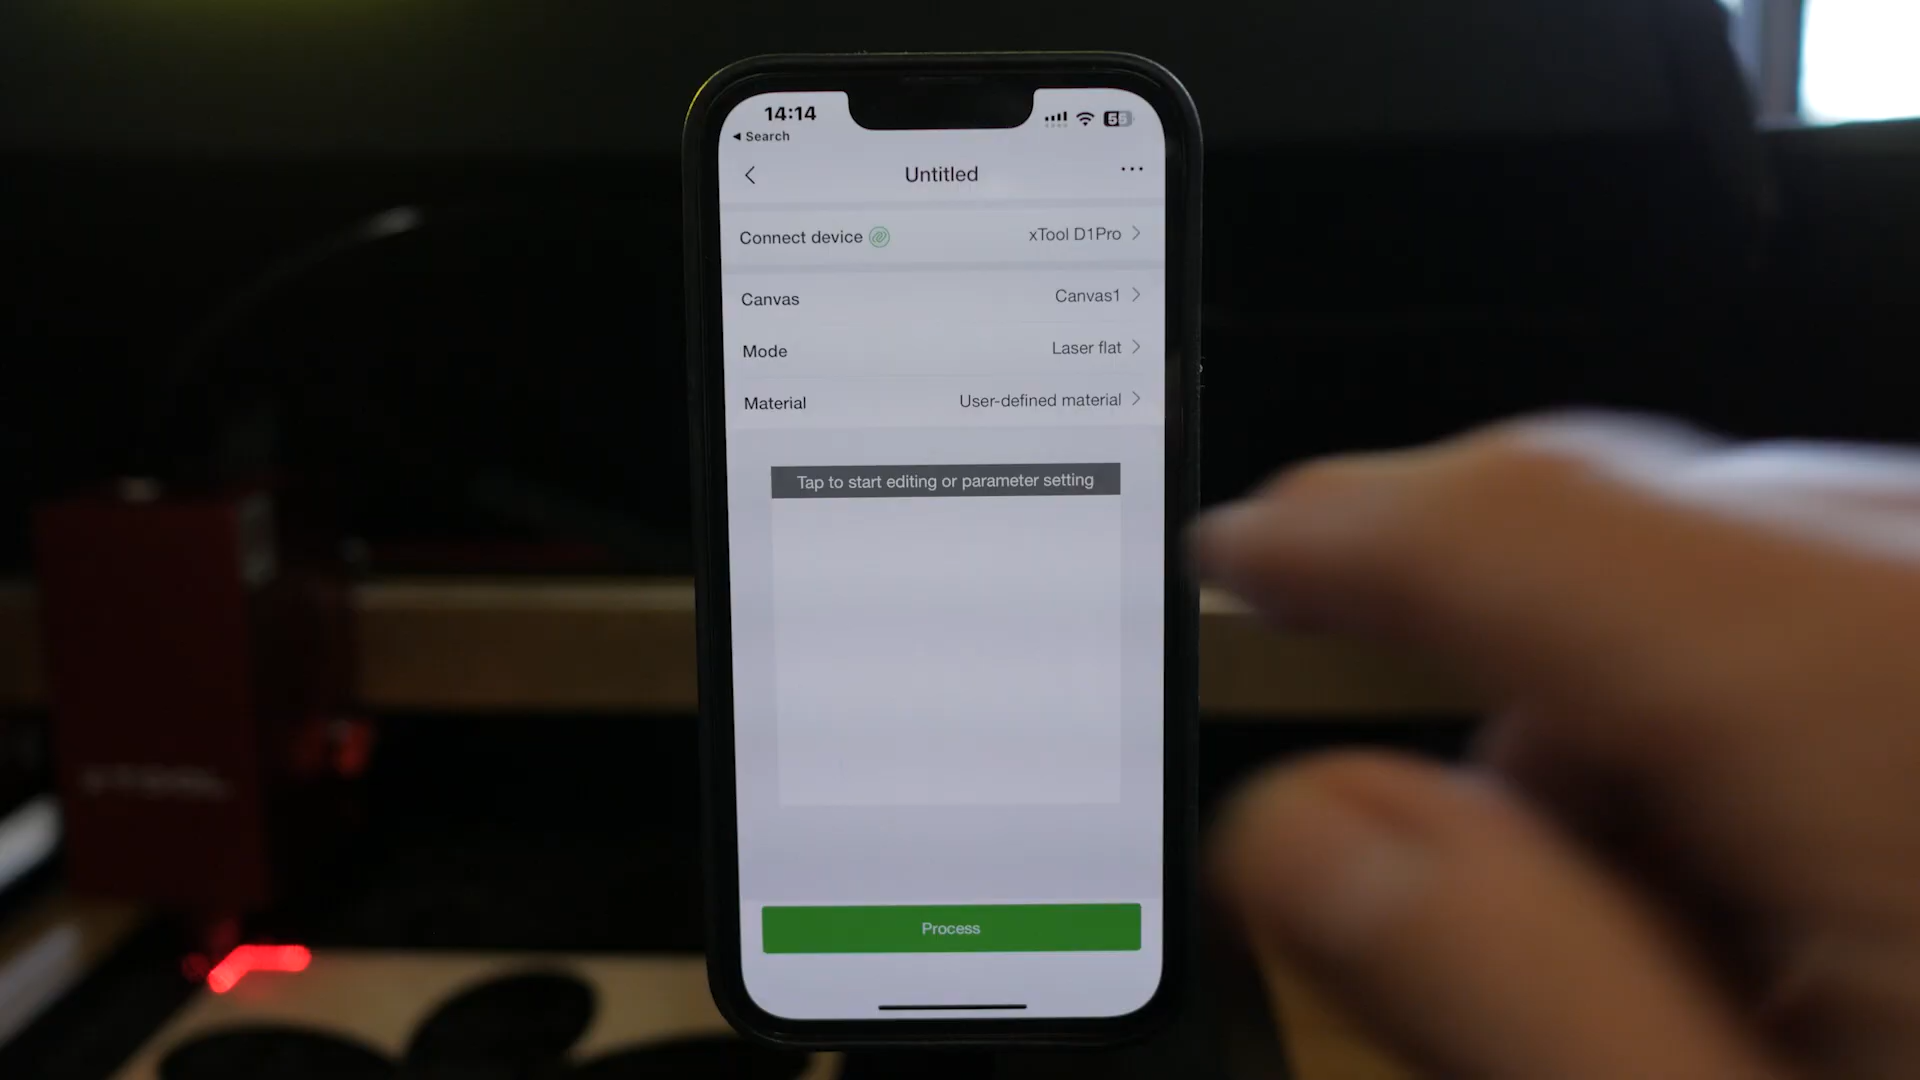 14:14
55
Search
Untitled
Connect device
xTool D1Pro
Canvas
Canvas1
Mode
Laser flat
Material
User-defined material
Tap to start editing or parameter setting
Process